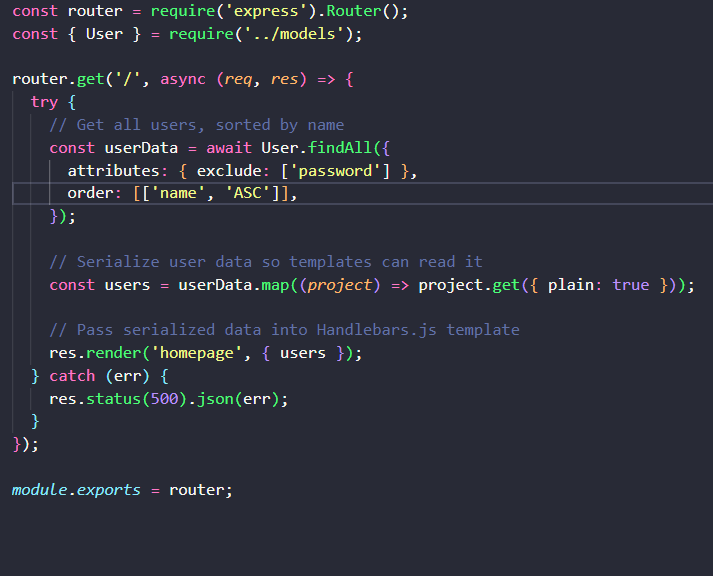 const router = require('express').Router();
const { User } = require('../models');

router.get('/', async (req, res) => {
  try {
    // Get all users, sorted by name
    const userData = await User.findAll({
      attributes: { exclude: ['password'] },
      order: [['name', 'ASC']],
    });

    // Serialize user data so templates can read it
    const users = userData.map((project) => project.get({ plain: true }));

    // Pass serialized data into Handlebars.js template
    res.render('homepage', { users });
  } catch (err) {
    res.status(500).json(err);
  }
});

module.exports = router;